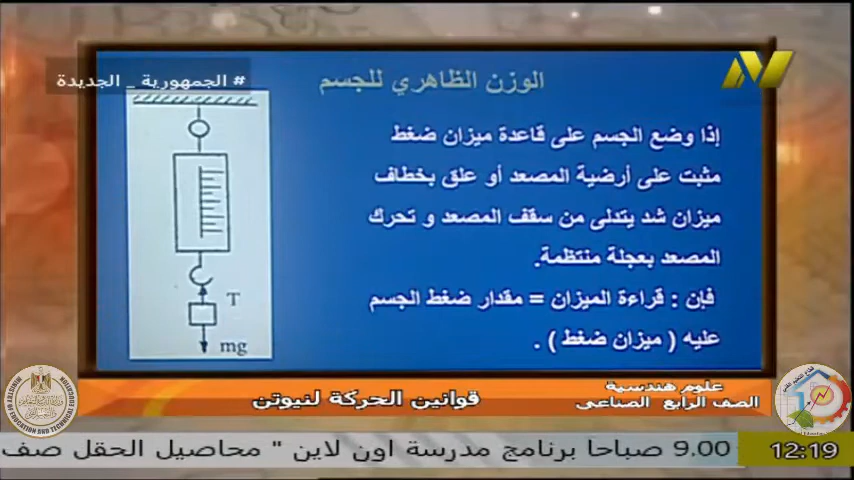 # الجمهورية _ الجديدة
الوزن الظاهري للجسم
إذا وضع الجسم على قاعدة ميزان ضغط
مثبت على أرضية المصعد أو علق بخطاف
ميزان شد يتدلى من سقف المصعد و تحرك
المصعد بعجلة منتظمة.
فإن : قراءة الميزان = مقدار ضغط الجسم
عليه ( ميزان ضغط ) .
T
mg
علوم هندسية
الصف الرابع الصناعى
قوانين الحركة لنيوتن
9.00 صباحا برنامج مدرسة اون لاين " محاصيل الحقل صف
12:19